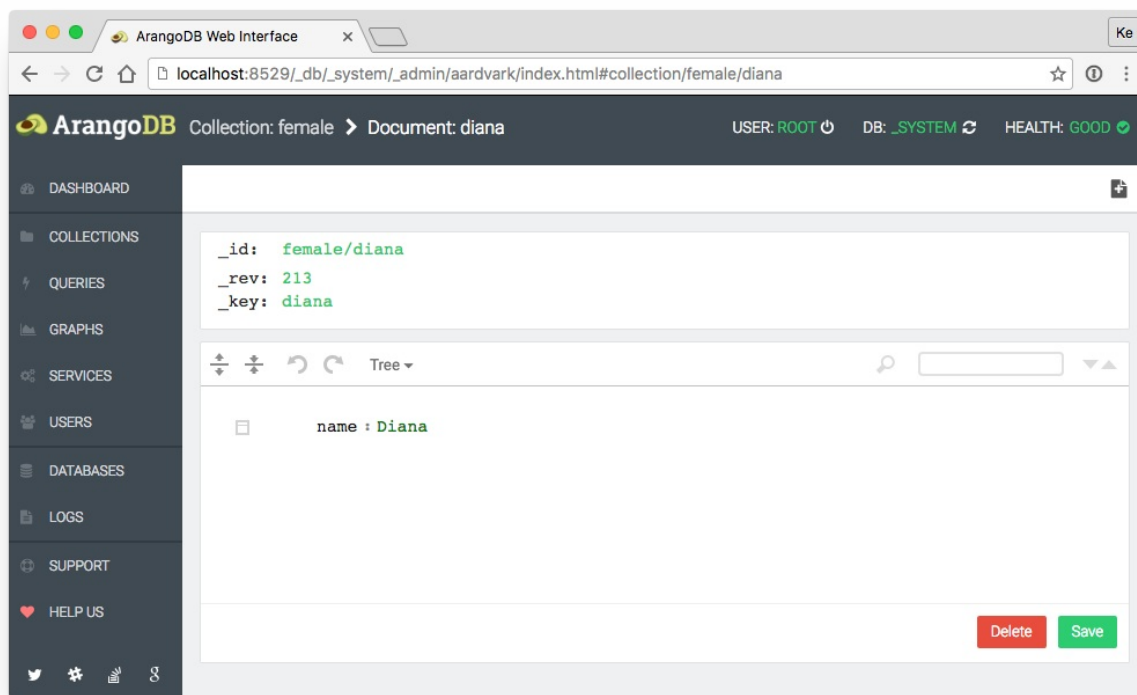 ArangoDB Web Interface
Ke
localhost:8529/_db/_system/_admin/aardvark/index.html#collection/female/diana
ArangoDB Collection: female > Document: diana USER: ROOT DB: _SYSTEM HEALTH: GOOD
DASHBOARD
COLLECTIONS
QUERIES
GRAPHS
SERVICES
USERS
DATABASES
LOGS
SUPPORT
HELP US
_id: female/diana
_rev: 213
_key: diana
Tree
name : Diana
Delete Save